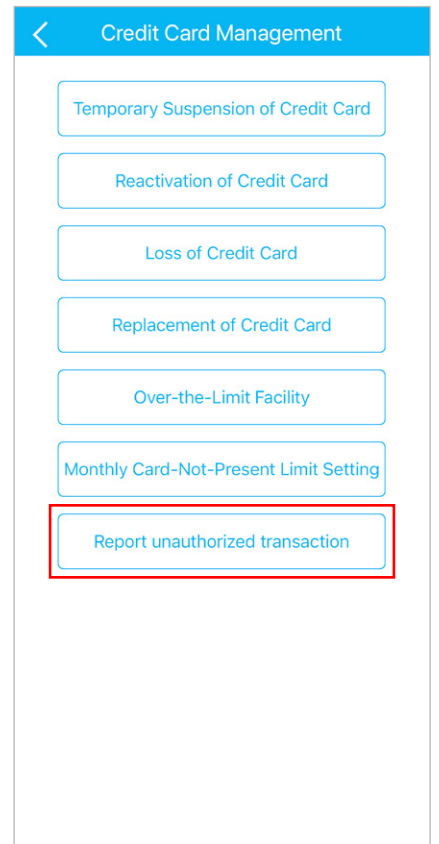 Credit Card Management
Temporary Suspension of Credit Card
Reactivation of Credit Card
Loss of Credit Card
Replacement of Credit Card
Over-the-Limit Facility
Monthly Card-Not-Present Limit Setting
Report unauthorized transaction